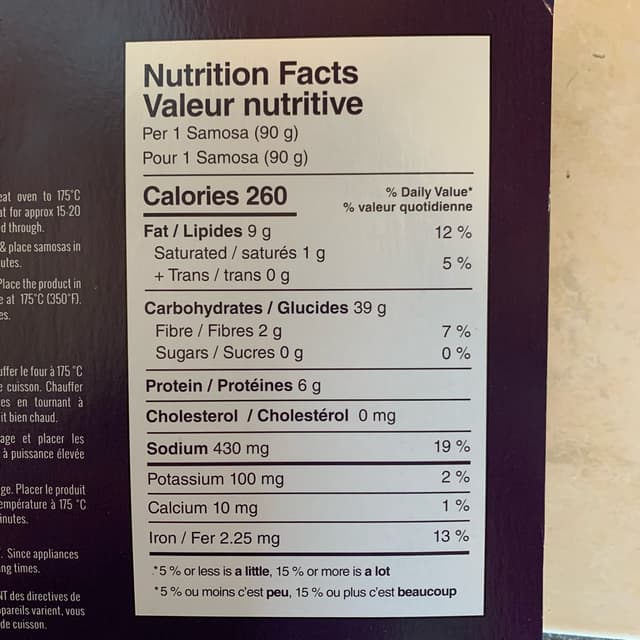 Nutrition Facts
Valeur nutritive
Per 1 Samosa (90 g)
Pour 1 Samosa (90 g)
Calories 260
% Daily Value*
% valeur quotidienne
Fat / Lipides 9 g 12 %
Saturated / saturés 1 g
+ Trans / trans 0 g
5 %
Carbohydrates / Glucides 39 g
Fibre / Fibres 2 g 7 %
Sugars / Sucres 0 g 0 %
Protein / Protéines 6 g
Cholesterol / Cholestérol 0 mg
Sodium 430 mg 19 %
Potassium 100 mg 2 %
Calcium 10 mg 1 %
Iron / Fer 2.25 mg 13 %
*5 % or less is a little, 15 % or more is a lot
*5 % ou moins c'est peu, 15 % ou plus c'est beaucoup
oven to 175°C
for approx 15-20
through.
& place samosas in
Place the product in
at 175°C (350°F).
le four à 175 °C
cuisson. Chauffer
en tournant à
it bien chaud.
et placer les
à puissance élevée
Placer le produit
température à 175 °C
Since appliances
times.
des directives de
varient, vous
de cuisson.